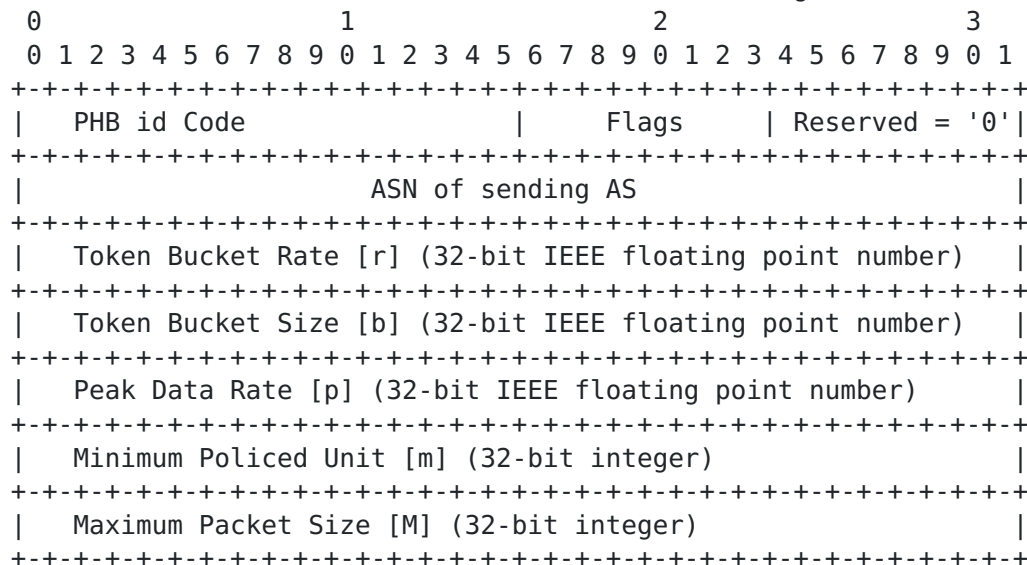 0                   1                   2                   3
 0 1 2 3 4 5 6 7 8 9 0 1 2 3 4 5 6 7 8 9 0 1 2 3 4 5 6 7 8 9 0 1
+-+-+-+-+-+-+-+-+-+-+-+-+-+-+-+-+-+-+-+-+-+-+-+-+-+-+-+-+-+-+-+-+
|   PHB id Code                 |     Flags     | Reserved = '0'|
+-+-+-+-+-+-+-+-+-+-+-+-+-+-+-+-+-+-+-+-+-+-+-+-+-+-+-+-+-+-+-+-+
|                      ASN of sending AS                        |
+-+-+-+-+-+-+-+-+-+-+-+-+-+-+-+-+-+-+-+-+-+-+-+-+-+-+-+-+-+-+-+-+
|   Token Bucket Rate [r] (32-bit IEEE floating point number)   |
+-+-+-+-+-+-+-+-+-+-+-+-+-+-+-+-+-+-+-+-+-+-+-+-+-+-+-+-+-+-+-+-+
|   Token Bucket Size [b] (32-bit IEEE floating point number)   |
+-+-+-+-+-+-+-+-+-+-+-+-+-+-+-+-+-+-+-+-+-+-+-+-+-+-+-+-+-+-+-+-+
|   Peak Data Rate [p] (32-bit IEEE floating point number)      |
+-+-+-+-+-+-+-+-+-+-+-+-+-+-+-+-+-+-+-+-+-+-+-+-+-+-+-+-+-+-+-+-+
|   Minimum Policed Unit [m] (32-bit integer)                   |
+-+-+-+-+-+-+-+-+-+-+-+-+-+-+-+-+-+-+-+-+-+-+-+-+-+-+-+-+-+-+-+-+
|   Maximum Packet Size [M] (32-bit integer)                    |
+-+-+-+-+-+-+-+-+-+-+-+-+-+-+-+-+-+-+-+-+-+-+-+-+-+-+-+-+-+-+-+-+